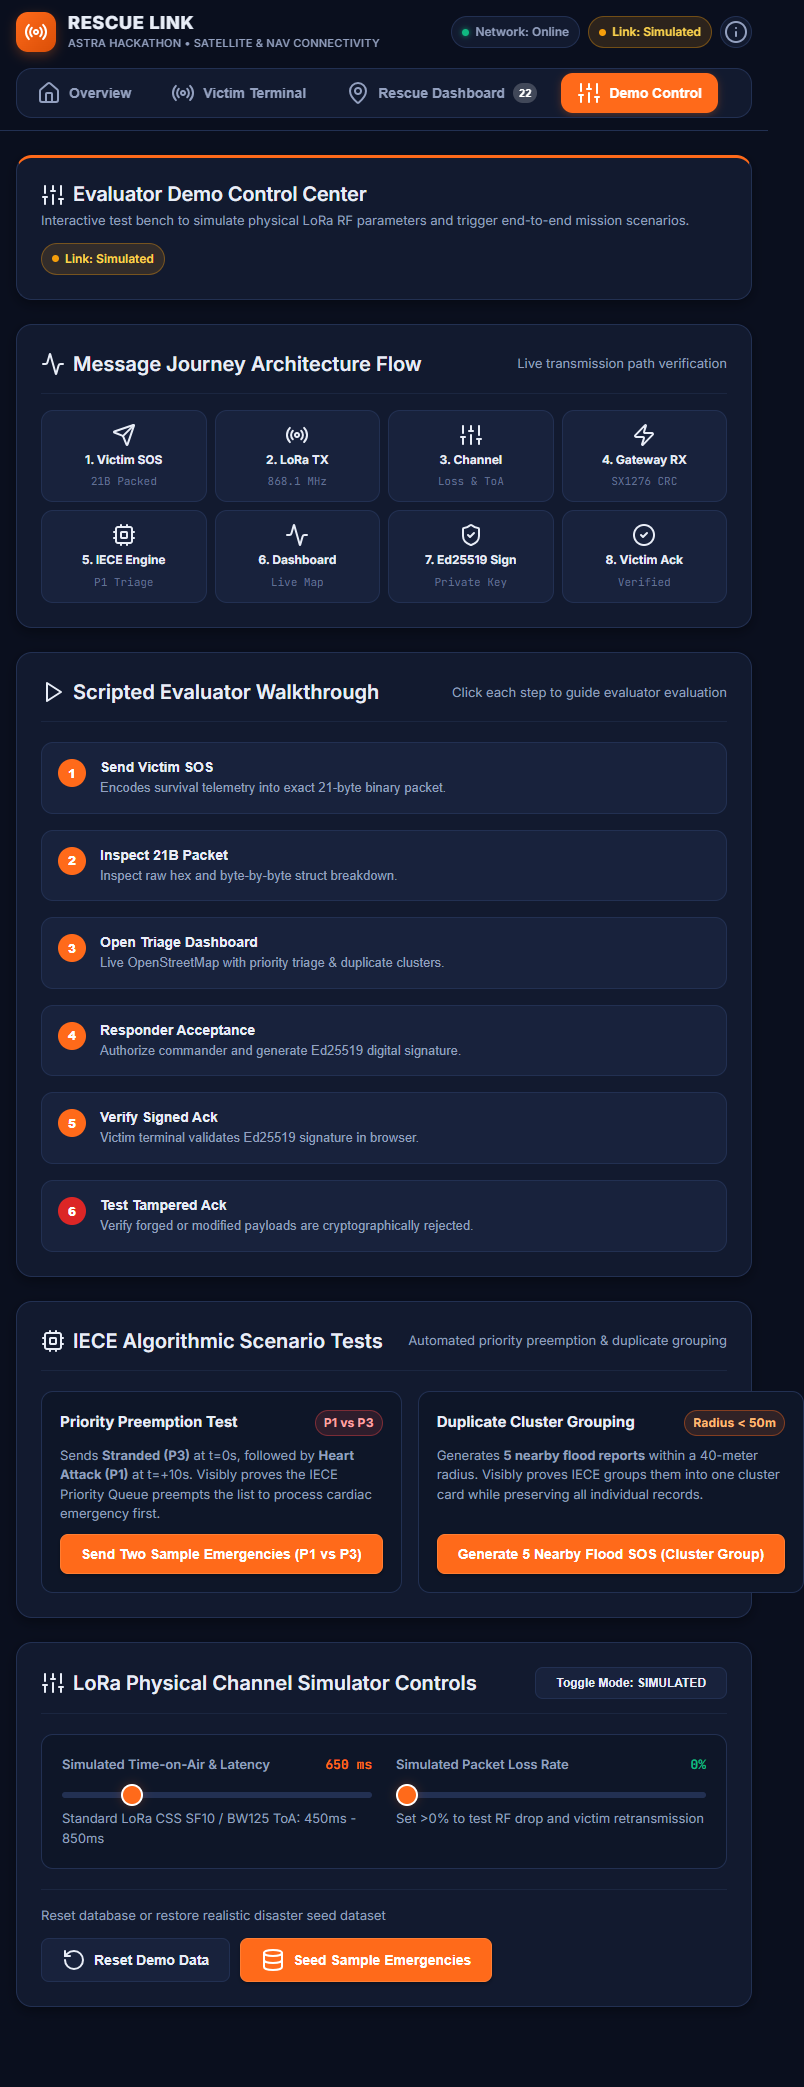 RESCUE LINK
ASTRA HACKATHON • SATELLITE & NAV CONNECTIVITY
Network: Online
Link: Simulated
Overview
Victim Terminal
Rescue Dashboard 22
Demo Control
Evaluator Demo Control Center
Interactive test bench to simulate physical LoRa RF parameters and trigger end-to-end mission scenarios.
Link: Simulated
Message Journey Architecture Flow
Live transmission path verification
1. Victim SOS
21B Packed
2. LoRa TX
868.1 MHz
3. Channel
Loss & ToA
4. Gateway RX
SX1276 CRC
5. IECE Engine
P1 Triage
6. Dashboard
Live Map
7. Ed25519 Sign
Private Key
8. Victim Ack
Verified
Scripted Evaluator Walkthrough
Click each step to guide evaluator evaluation
1
Send Victim SOS
Encodes survival telemetry into exact 21-byte binary packet.
2
Inspect 21B Packet
Inspect raw hex and byte-by-byte struct breakdown.
3
Open Triage Dashboard
Live OpenStreetMap with priority triage & duplicate clusters.
4
Responder Acceptance
Authorize commander and generate Ed25519 digital signature.
5
Verify Signed Ack
Victim terminal validates Ed25519 signature in browser.
6
Test Tampered Ack
Verify forged or modified payloads are cryptographically rejected.
IECE Algorithmic Scenario Tests
Automated priority preemption & duplicate grouping
Priority Preemption Test
P1 vs P3
Sends Stranded (P3) at t=0s, followed by Heart
Attack (P1) at t=+10s. Visibly proves the IECE
Priority Queue preempts the list to process cardiac
emergency first.
Send Two Sample Emergencies (P1 vs P3)
Duplicate Cluster Grouping
Radius < 50m
Generates 5 nearby flood reports within a 40-meter
radius. Visibly proves IECE groups them into one cluster
card while preserving all individual records.
Generate 5 Nearby Flood SOS (Cluster Group)
LoRa Physical Channel Simulator Controls
Toggle Mode: SIMULATED
Simulated Time-on-Air & Latency
650 ms
Standard LoRa CSS SF10 / BW125 ToA: 450ms -
850ms
Simulated Packet Loss Rate
0%
Set >0% to test RF drop and victim retransmission
Reset database or restore realistic disaster seed dataset
Reset Demo Data
Seed Sample Emergencies